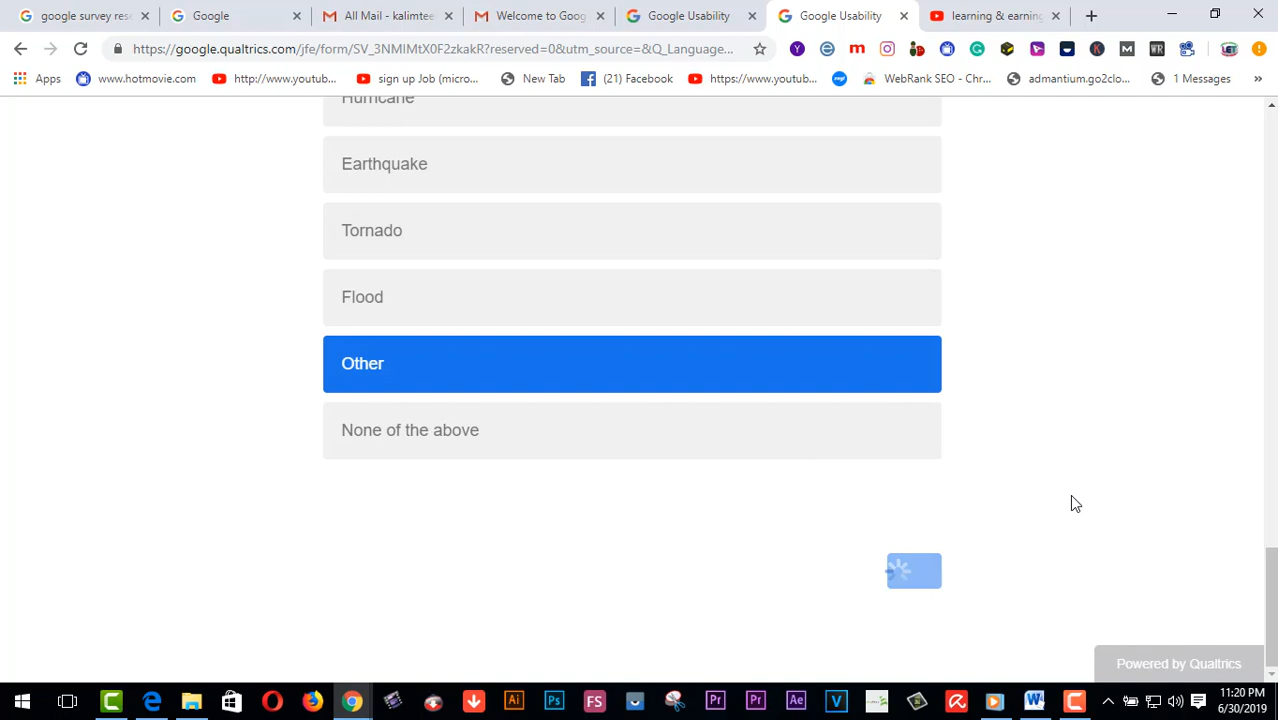 google survey res
Google
All Mail - kalimtee
Welcome to Goog
Google Usability
Google Usability
learning & earning
https://google.qualtrics.com/jfe/form/SV_3NMIMtX0F2zkakR?reserved=0&utm_source=&Q_Language...
Apps
www.hotmovie.com
http://www.youtub...
sign up Job (micro...
New Tab
(21) Facebook
https://www.youtub...
WebRank SEO - Chr...
admantium.go2clo...
1 Messages
Hurricane
Earthquake
Tornado
Flood
Other
None of the above
Powered by Qualtrics
11:20 PM
6/30/2019